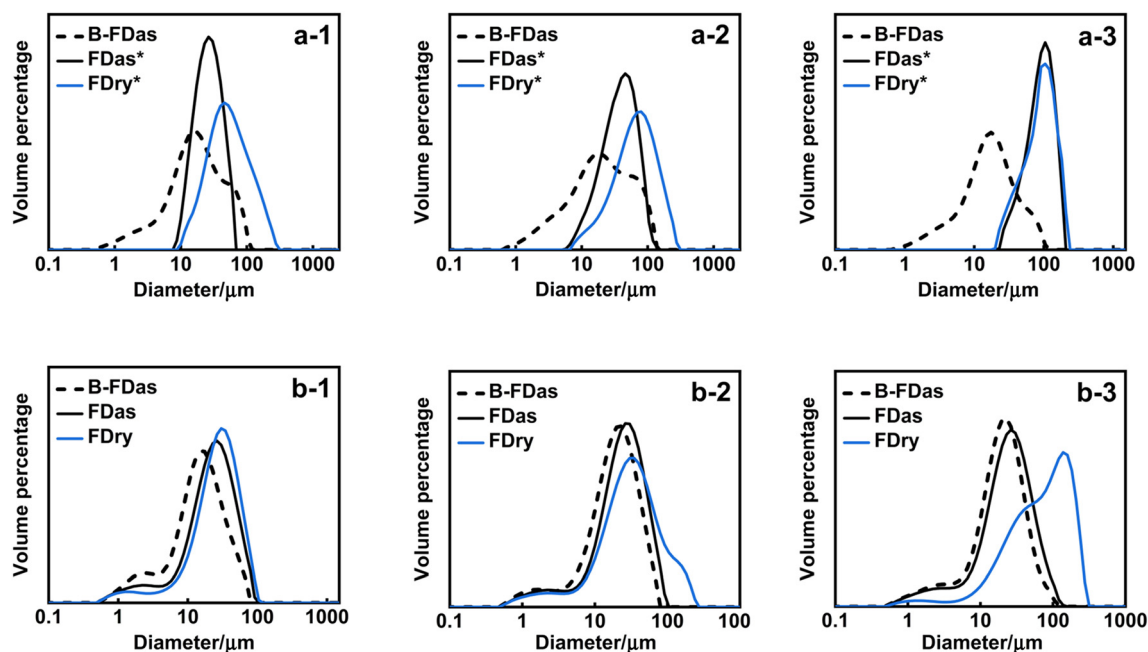 Volume percentage
B-FDas
FDas*
FDry*
a-1
0.1 1 10 100 1000
Diameter/μm
Volume percentage
B-FDas
FDas*
FDry*
a-2
0.1 1 10 100 1000
Diameter/μm
Volume percentage
B-FDas
FDas*
FDry*
a-3
0.1 1 10 100 1000
Diameter/μm
Volume percentage
B-FDas
FDas
FDry
b-1
0.1 1 10 100 1000
Diameter/μm
Volume percentage
B-FDas
FDas
FDry
b-2
0.1 1 10 100 100
Diameter/μm
Volume percentage
B-FDas
FDas
FDry
b-3
0.1 1 10 100 1000
Diameter/μm